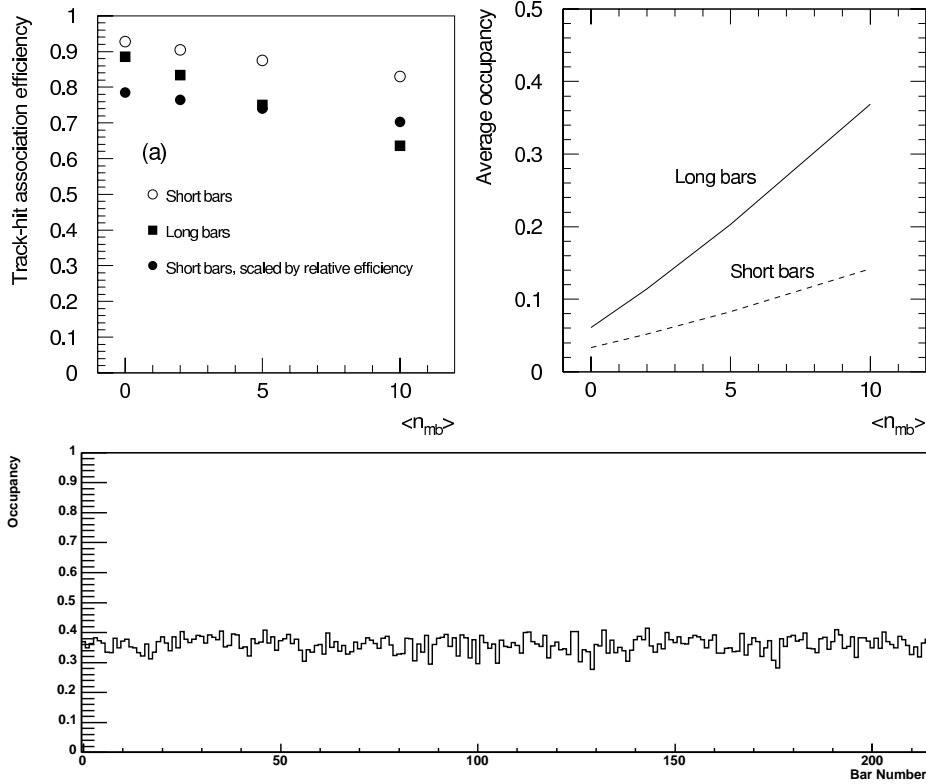 Track-hit association efficiency
1
0.9
0.8
0.7
0.6
0.5
0.4
0.3
0.2
0.1
0
(a)
Short bars
Long bars
Short bars, scaled by relative efficiency
0 5 10
<n_mb>
Average occupancy
0.5
0.4
0.3
0.2
0.1
0
Long bars
Short bars
0 5 10
<n_mb>
Occupancy
1
0.9
0.8
0.7
0.6
0.5
0.4
0.3
0.2
0.1
0
0 50 100 150 200
Bar Number